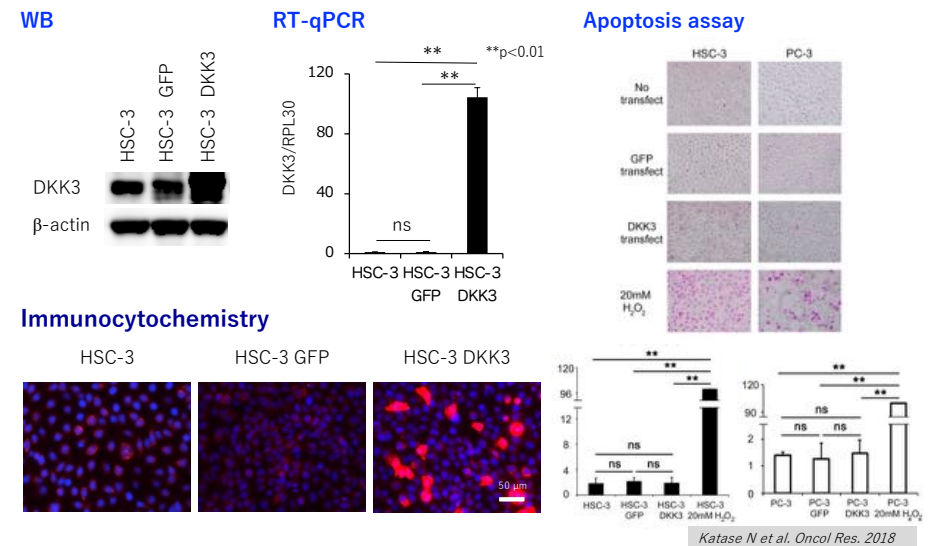 WB
HSC-3
HSC-3 GFP
HSC-3 DKK3
DKK3
β-actin
RT-qPCR
**p<0.01
**
**
120
80
40
0
DKK3/RPL30
ns
HSC-3 HSC-3 HSC-3
GFP DKK3
Apoptosis assay
HSC-3 PC-3
No
transfect
GFP
transfect
DKK3
transfect
20mM
H₂O₂
Immunocytochemistry
HSC-3 HSC-3 GFP HSC-3 DKK3
50 μm
**
**
**
120
96
12
8
4
0
ns
ns ns
HSC-3 HSC-3 HSC-3 HSC-3
GFP DKK3 20mM H₂O₂
**
**
**
120
90
2
1
0
ns
ns ns
PC-3 PC-3 PC-3 PC-3
GFP DKK3 20mM H₂O₂
Katase N et al. Oncol Res. 2018